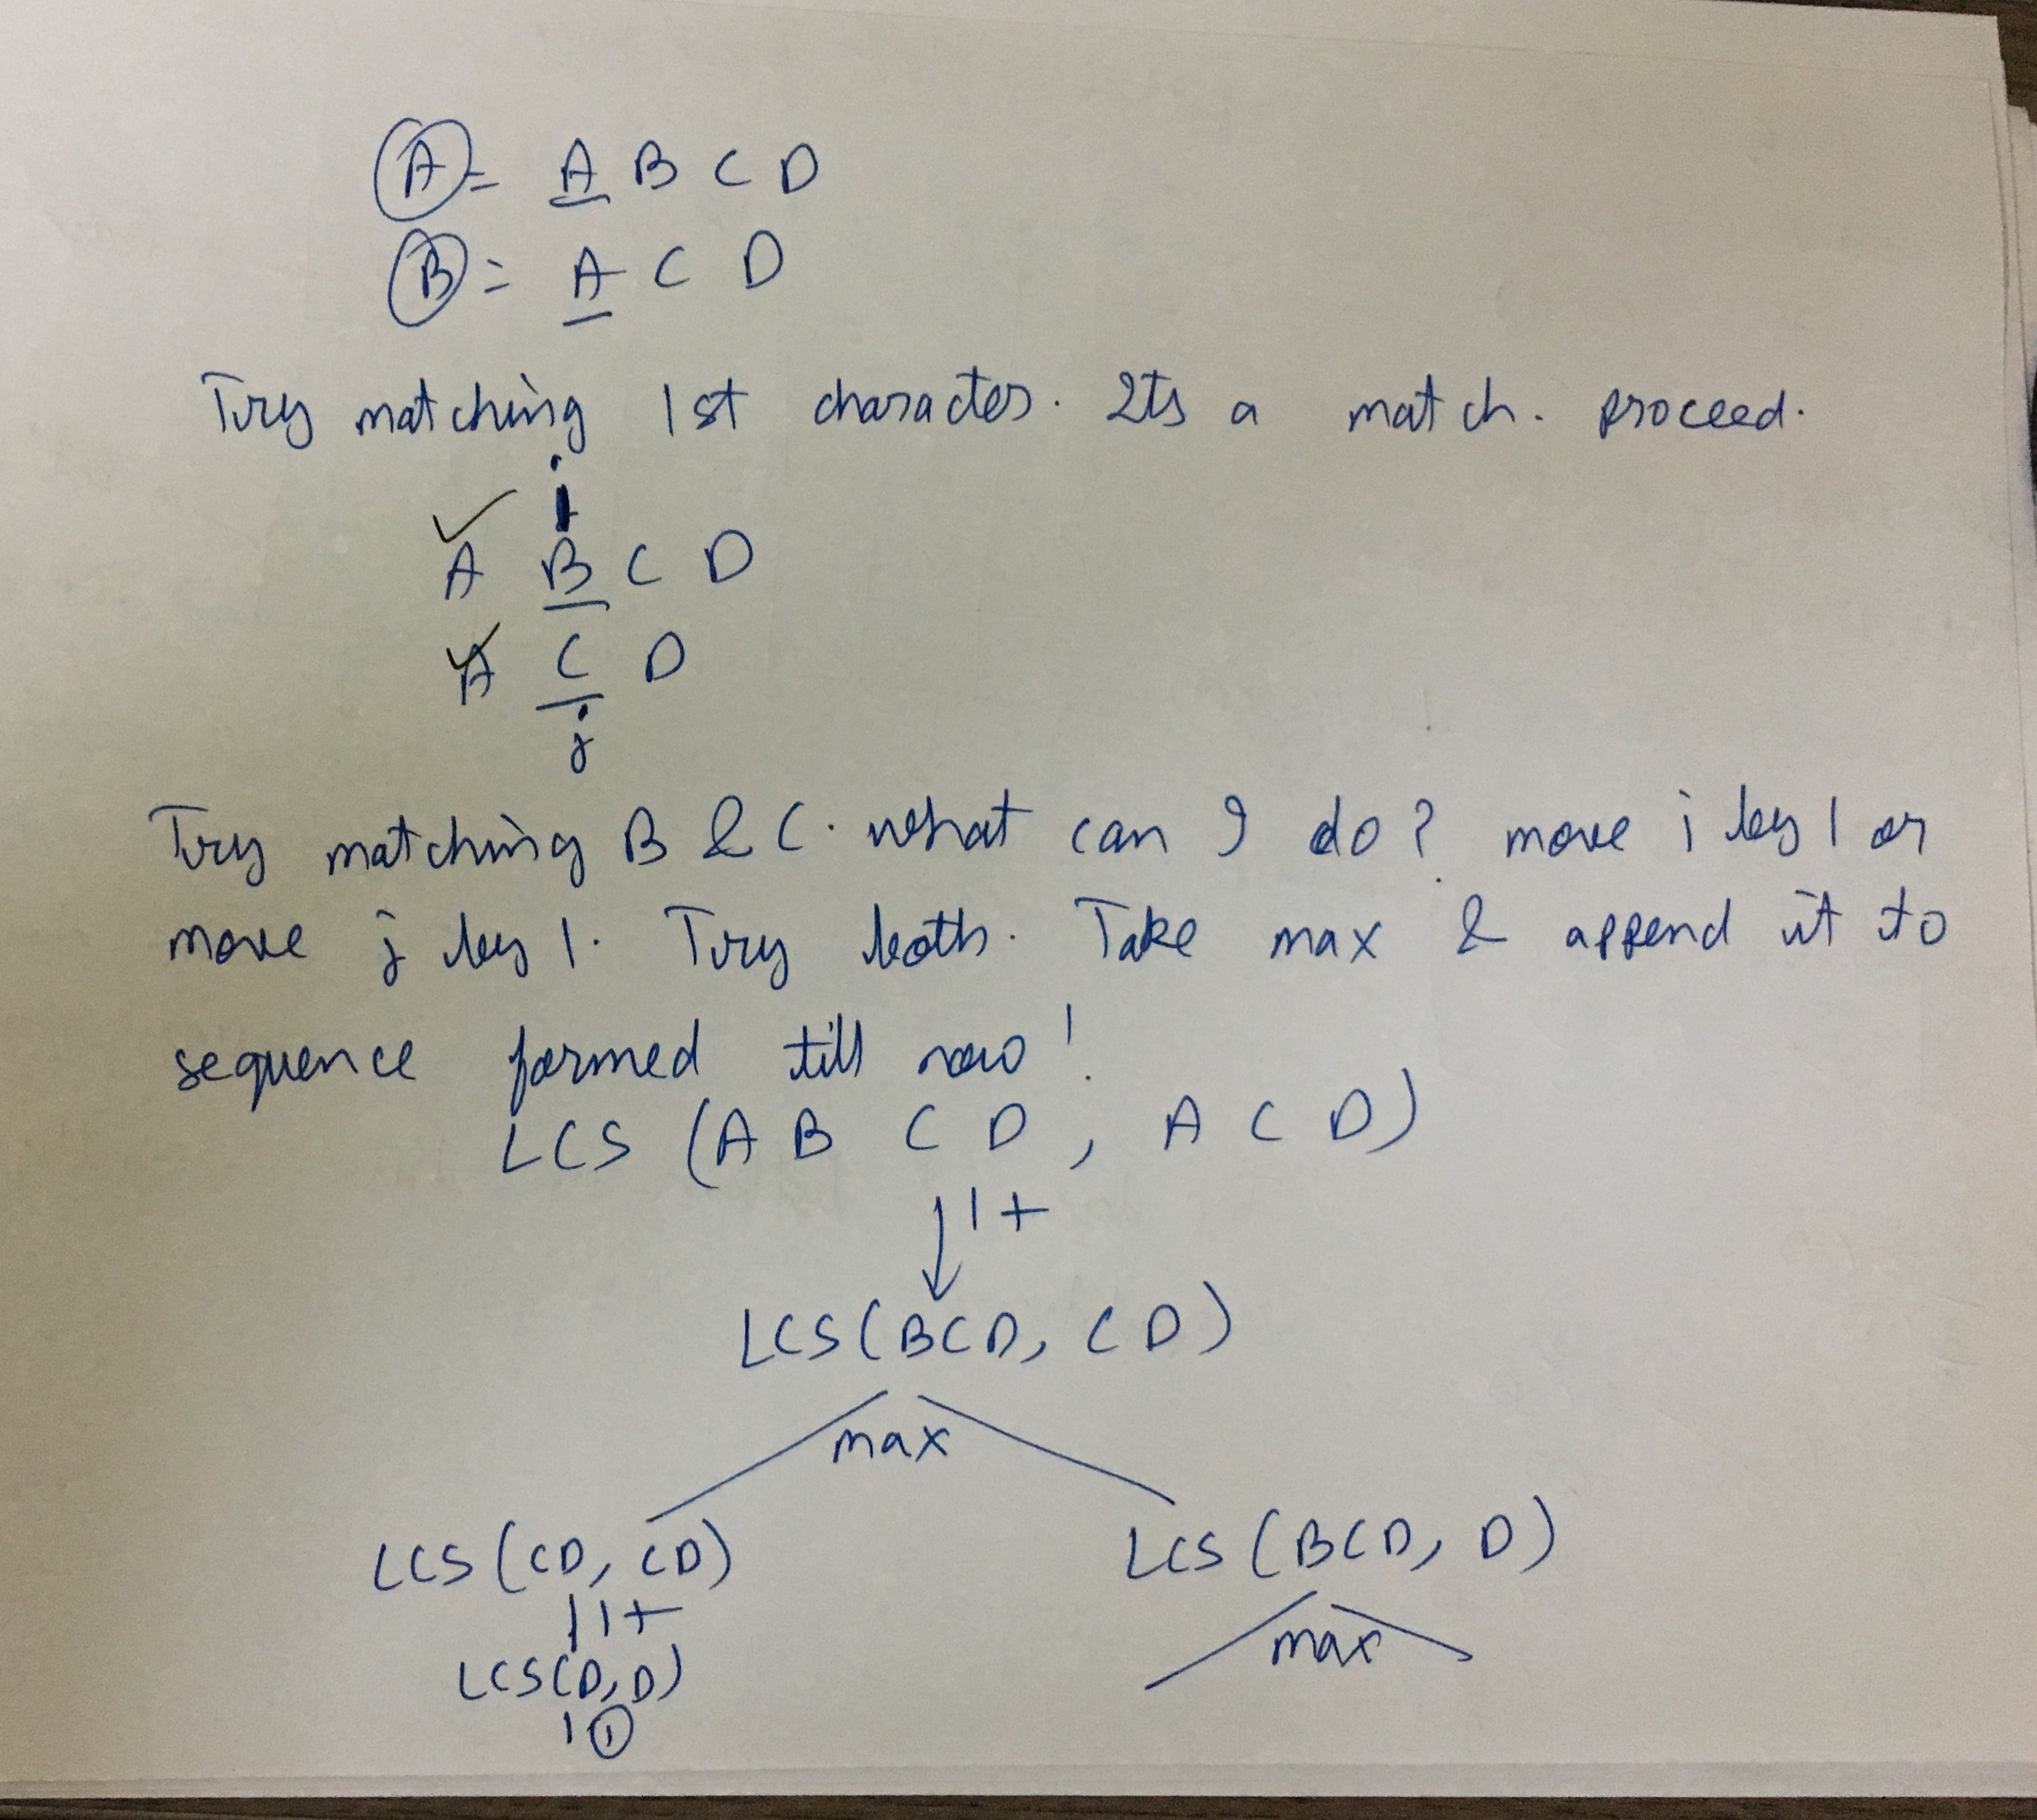 A = A B C D
B = A C D
Try matching 1st character. Its a match. proceed.
i
A B C D
A C D
j
Try matching B & C. what can I do? move i by 1 or
move j by 1. Try both. Take max & append it to
sequence formed till now!
LCS (A B C D, A C D)
1+
LCS(BCD, CD)
max
LCS (CD, CD) LCS (BCD, D)
1+ max
LCS(D,D)
1